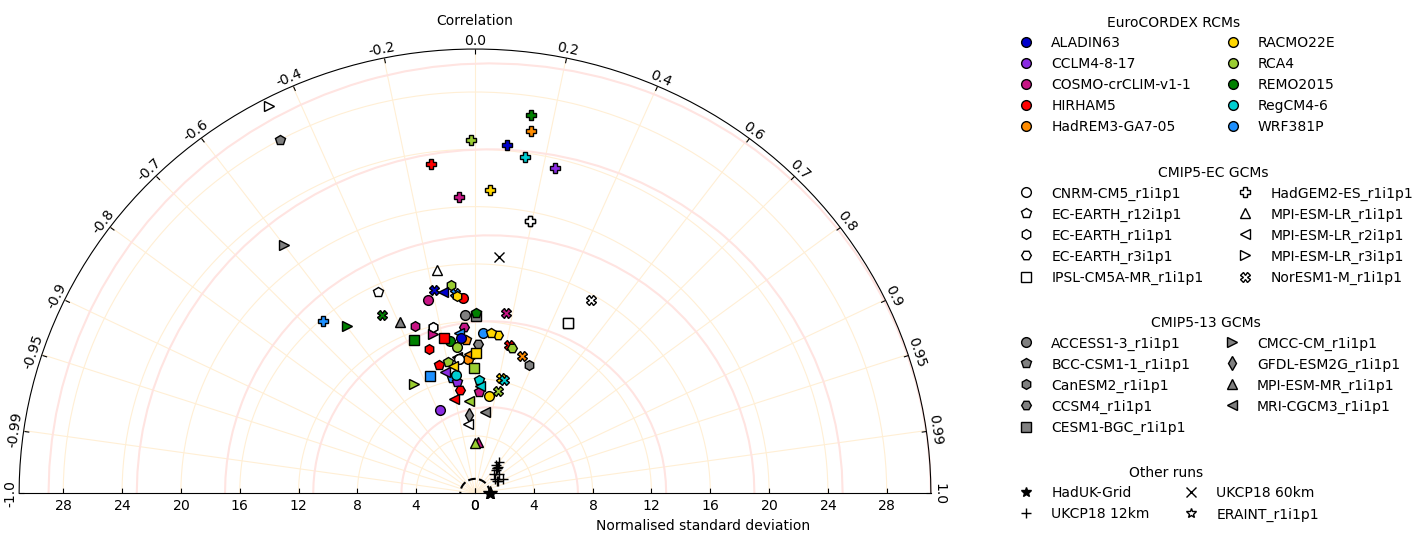 Correlation
-1.0
-0.99
-0.95
-0.9
-0.8
-0.7
-0.6
-0.4
-0.2
0.0
0.2
0.4
0.6
0.7
0.8
0.9
0.95
0.99
1.0
28 24 20 16 12 8 4 0 4 8 12 16 20 24 28
Normalised standard deviation
EuroCORDEX RCMs
ALADIN63 RACMO22E
CCLM4-8-17 RCA4
COSMO-crCLIM-v1-1 REMO2015
HIRHAM5 RegCM4-6
HadREM3-GA7-05 WRF381P
CMIP5-EC GCMs
CNRM-CM5_r1i1p1 HadGEM2-ES_r1i1p1
EC-EARTH_r12i1p1 MPI-ESM-LR_r1i1p1
EC-EARTH_r1i1p1 MPI-ESM-LR_r2i1p1
EC-EARTH_r3i1p1 MPI-ESM-LR_r3i1p1
IPSL-CM5A-MR_r1i1p1 NorESM1-M_r1i1p1
CMIP5-13 GCMs
ACCESS1-3_r1i1p1 CMCC-CM_r1i1p1
BCC-CSM1-1_r1i1p1 GFDL-ESM2G_r1i1p1
CanESM2_r1i1p1 MPI-ESM-MR_r1i1p1
CCSM4_r1i1p1 MRI-CGCM3_r1i1p1
CESM1-BGC_r1i1p1
Other runs
HadUK-Grid UKCP18 60km
UKCP18 12km ERAINT_r1i1p1